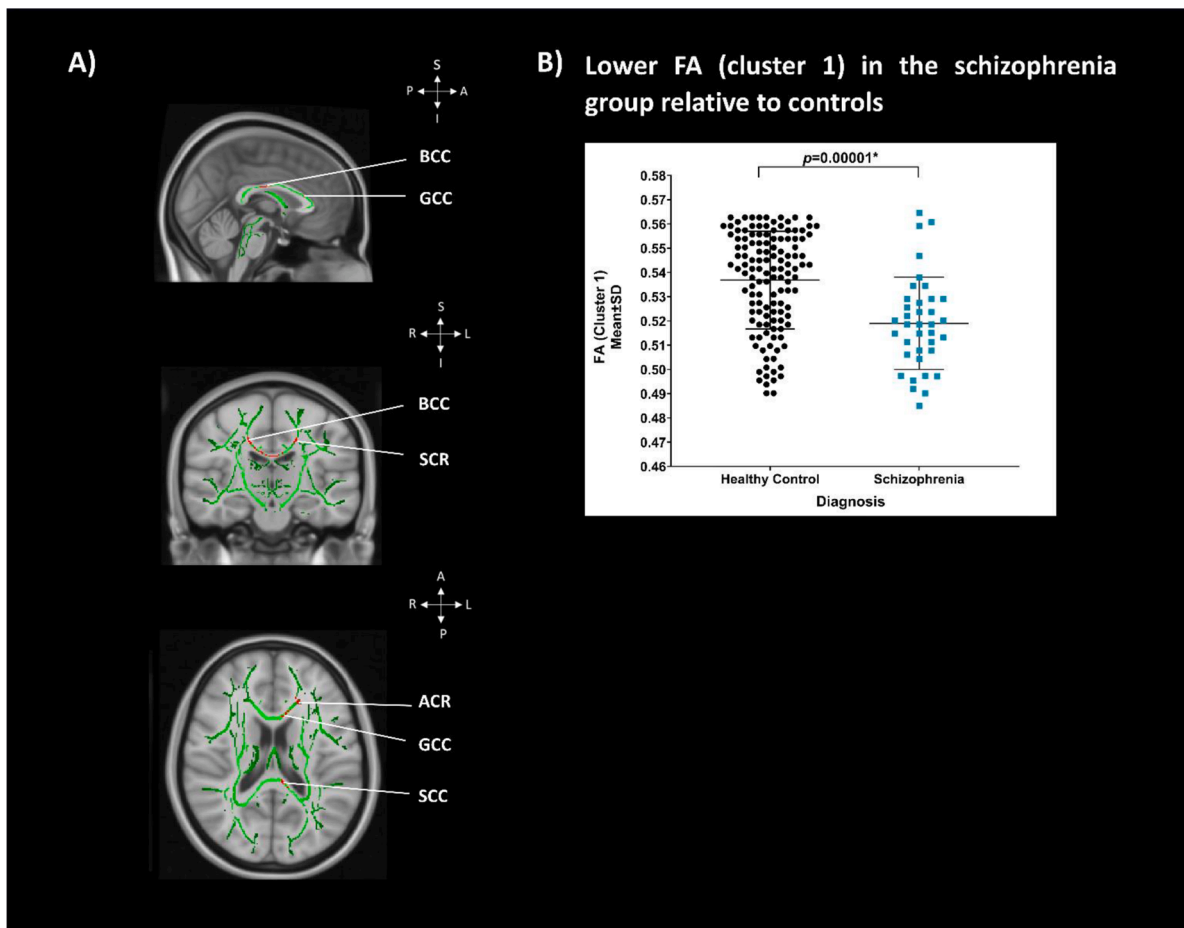 A)
S
P A
I
BCC
GCC
S
R L
I
BCC
SCR
A
R L
P
ACR
GCC
SCC
B) Lower FA (cluster 1) in the schizophrenia
group relative to controls
p=0.00001*
0.58
0.57
0.56
0.55
0.54
0.53
0.52
0.51
0.50
0.49
0.48
0.47
0.46
FA (Cluster 1)
Mean±SD
Healthy Control Schizophrenia
Diagnosis